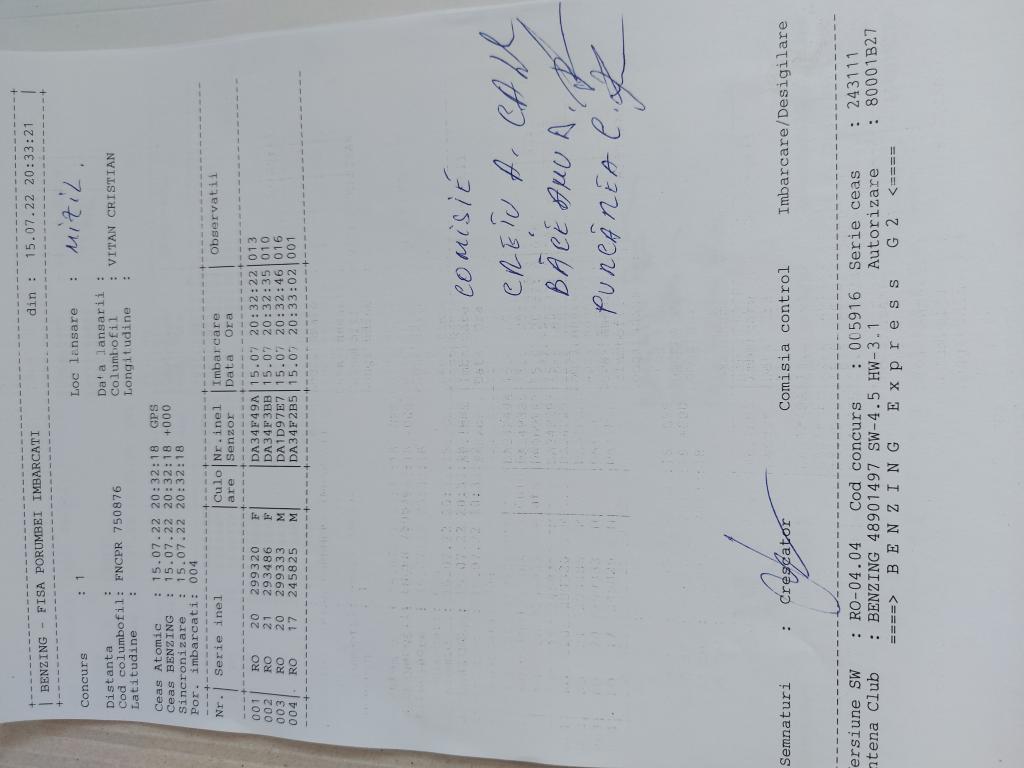 BENZING - FISA PORUMBEI IMBARCATI din : 15.07.22 20:33:21
Concurs : 1 Loc lansare : MIZIL.
Distanta : Data lansarii :
Cod columbofil: FNCPR 750876 Columbofil : VITAN CRISTIAN
Latitudine : Longitudine :
Ceas Atomic : 15.07.22 20:32:18 GPS
Ceas BENZING : 15.07.22 20:32:18 +000
Sincronizare : 15.07.22 20:32:18
Por. imbarcati: 004
Nr. | Serie inel |Culo|Nr.inel |Imbarcare | Observatii
|are |Senzor |Data Ora
001| RO 20 299320 F | |DA34F49A|15.07 20:32:22|013
002| RO 21 293486 F | |DA34F3BB|15.07 20:32:35|010
003| RO 20 299333 M | |DA1D97E7|15.07 20:32:46|016
004| RO 17 245825 M | |DA34F2B5|15.07 20:33:02|001
COMISIE
CREȚU A.
BĂCEANU A.
PURCĂNEA C.
Semnaturi : Crescator Comisia control Imbarcare/Desigilare
ersiune SW : RO-04.04 Cod concurs : 005916 Serie ceas : 243111
ntena Club : BENZING 48901497 SW-4.5 HW-3.1 Autorizare : 80001B27
====> B E N Z I N G E x p r e s s G 2 <====